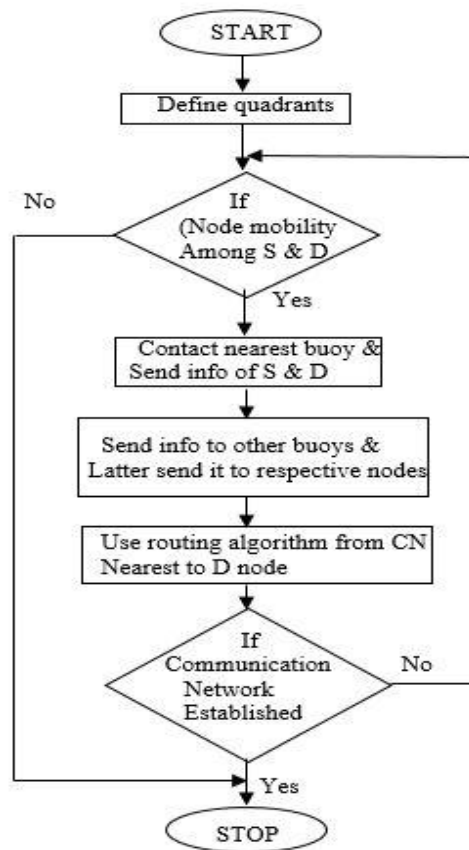 START
Define quadrants
No
If
(Node mobility
Among S & D
Yes
Contact nearest buoy &
Send info of S & D
Send info to other buoys &
Latter send it to respective nodes
Use routing algorithm from CN
Nearest to D node
If
Communication
Network
Established
No
Yes
STOP